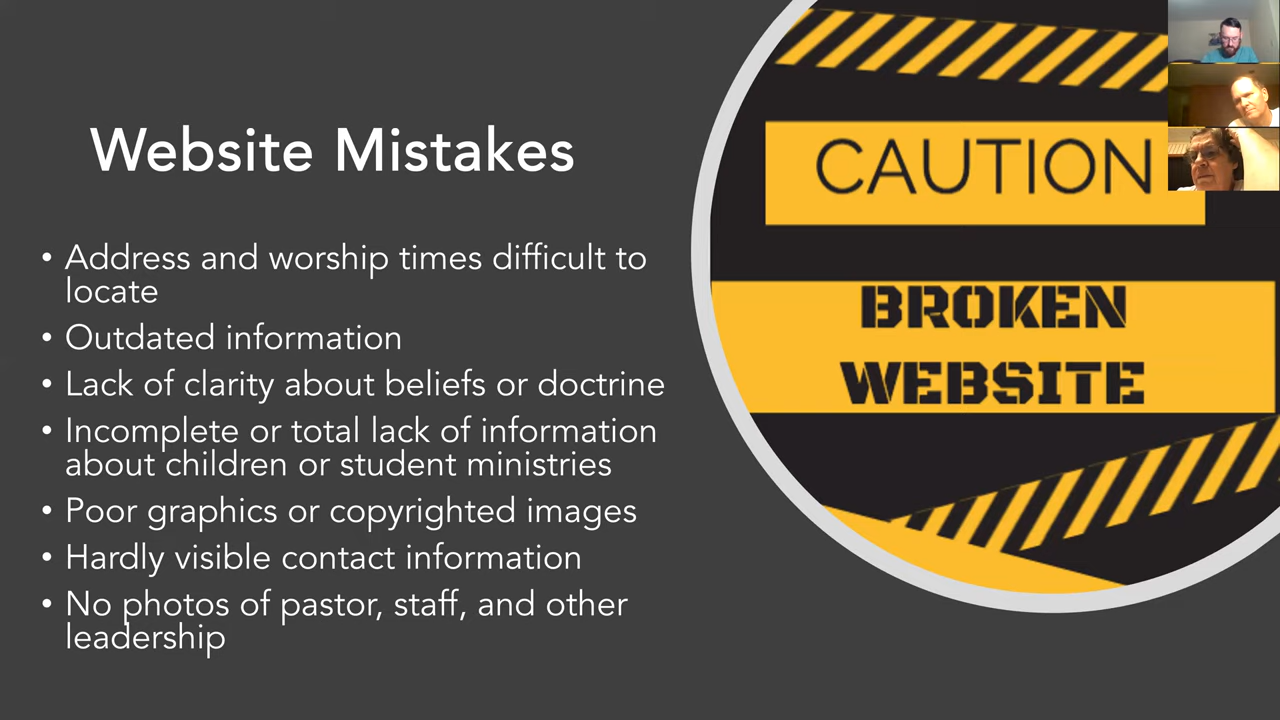 Website Mistakes
• Address and worship times difficult to
locate
• Outdated information
• Lack of clarity about beliefs or doctrine
• Incomplete or total lack of information
about children or student ministries
• Poor graphics or copyrighted images
• Hardly visible contact information
• No photos of pastor, staff, and other
leadership
CAUTION
BROKEN
WEBSITE